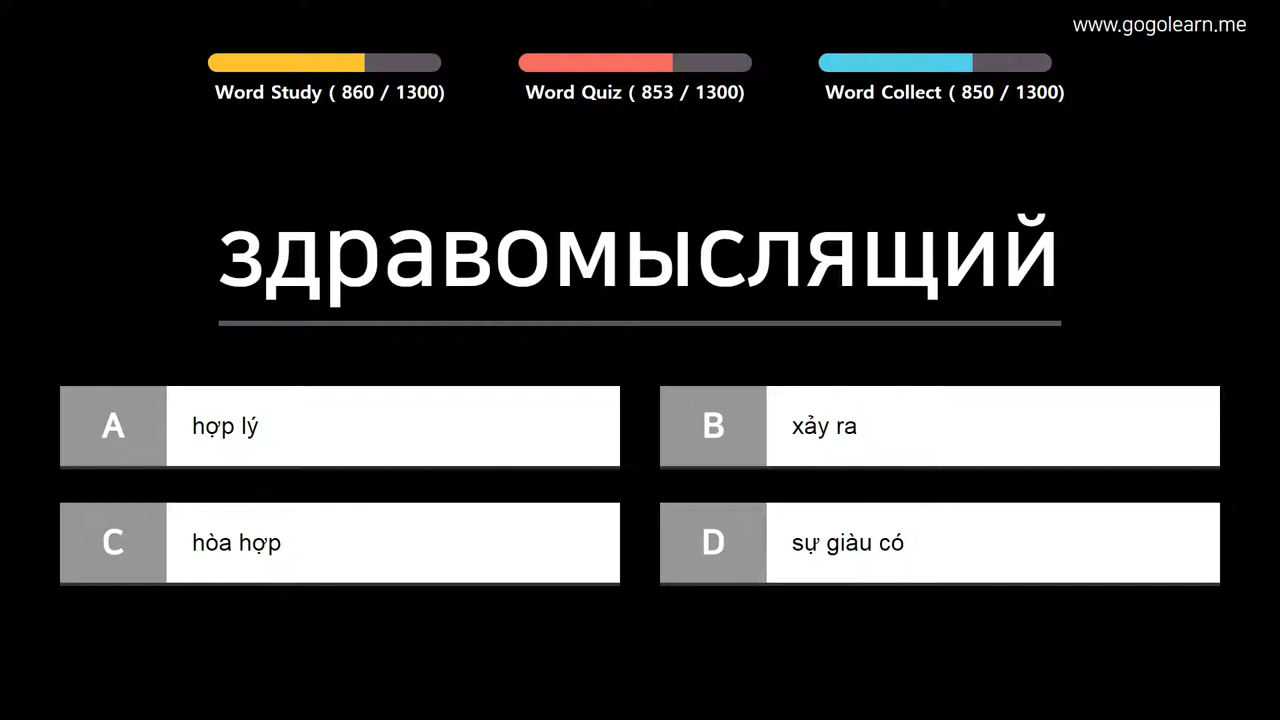 www.gogolearn.me
Word Study ( 860 / 1300)
Word Quiz ( 853 / 1300)
Word Collect ( 850 / 1300)
здравомыслящий
A hợp lý
B xảy ra
C hòa hợp
D sự giàu có